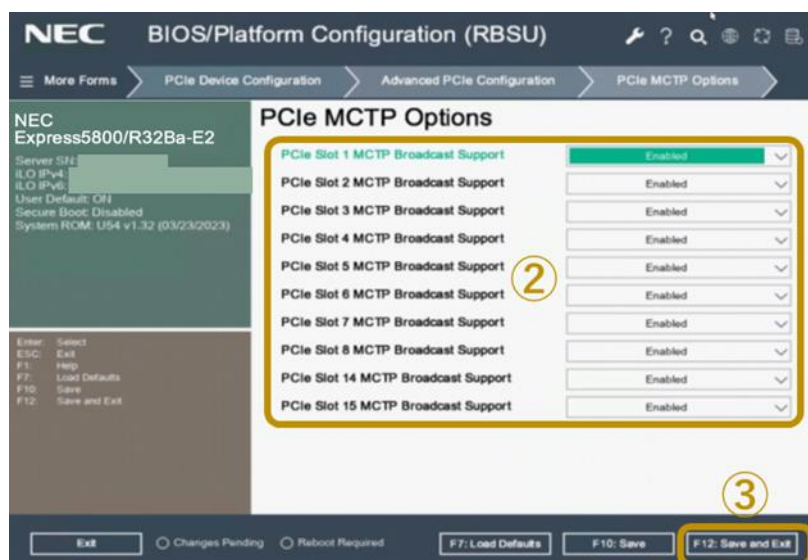 NEC BIOS/Platform Configuration (RBSU)
More Forms PCIe Device Configuration Advanced PCIe Configuration PCIe MCTP Options
NEC
Express5800/R32Ba-E2
Server SN:
iLO IPv4:
iLO IPv6:
User Default: ON
Secure Boot: Disabled
System ROM: U54 v1.32 (03/23/2023)
Enter: Select
ESC: Exit
F1: Help
F7: Load Defaults
F10: Save
F12: Save and Exit
PCIe MCTP Options
PCIe Slot 1 MCTP Broadcast Support Enabled
PCIe Slot 2 MCTP Broadcast Support Enabled
PCIe Slot 3 MCTP Broadcast Support Enabled
PCIe Slot 4 MCTP Broadcast Support Enabled
PCIe Slot 5 MCTP Broadcast Support Enabled
②
PCIe Slot 6 MCTP Broadcast Support Enabled
PCIe Slot 7 MCTP Broadcast Support Enabled
PCIe Slot 8 MCTP Broadcast Support Enabled
PCIe Slot 14 MCTP Broadcast Support Enabled
PCIe Slot 15 MCTP Broadcast Support Enabled
③
Exit Changes Pending Reboot Required F7: Load Defaults F10: Save F12: Save and Exit